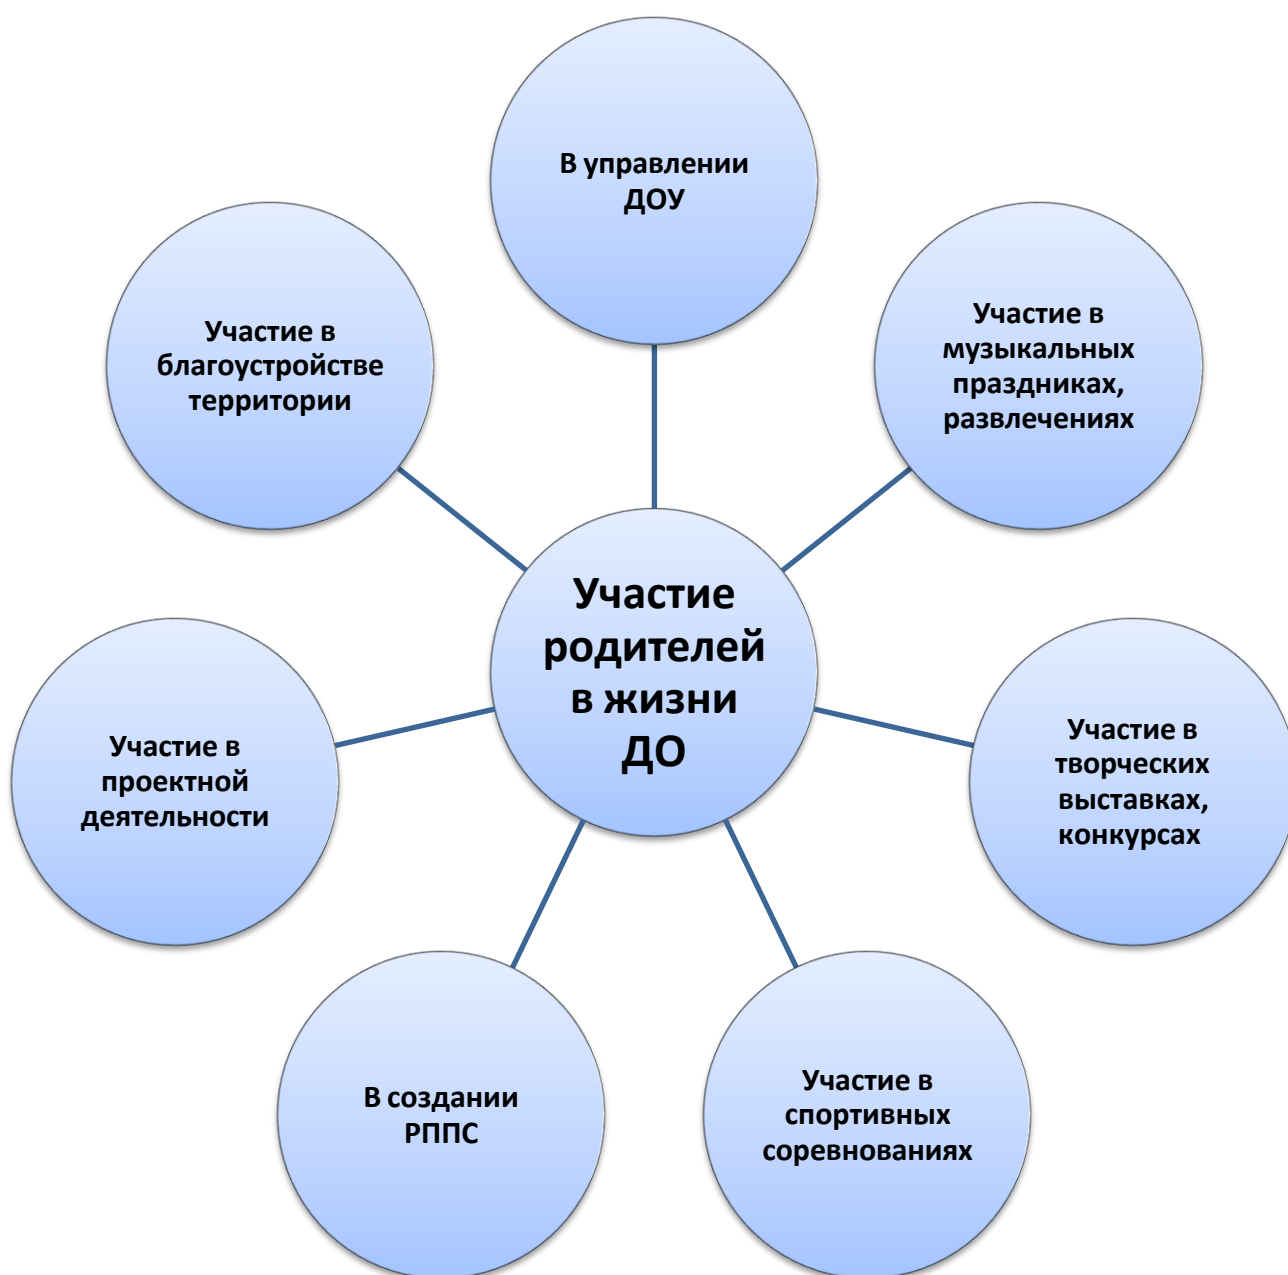 В управлении
ДОУ
Участие в
музыкальных
праздниках,
развлечениях
Участие в
благоустройстве
территории
Участие
родителей
в жизни
ДО
Участие в
творческих
выставках,
конкурсах
Участие в
проектной
деятельности
Участие в
спортивных
соревнованиях
В создании
РППС